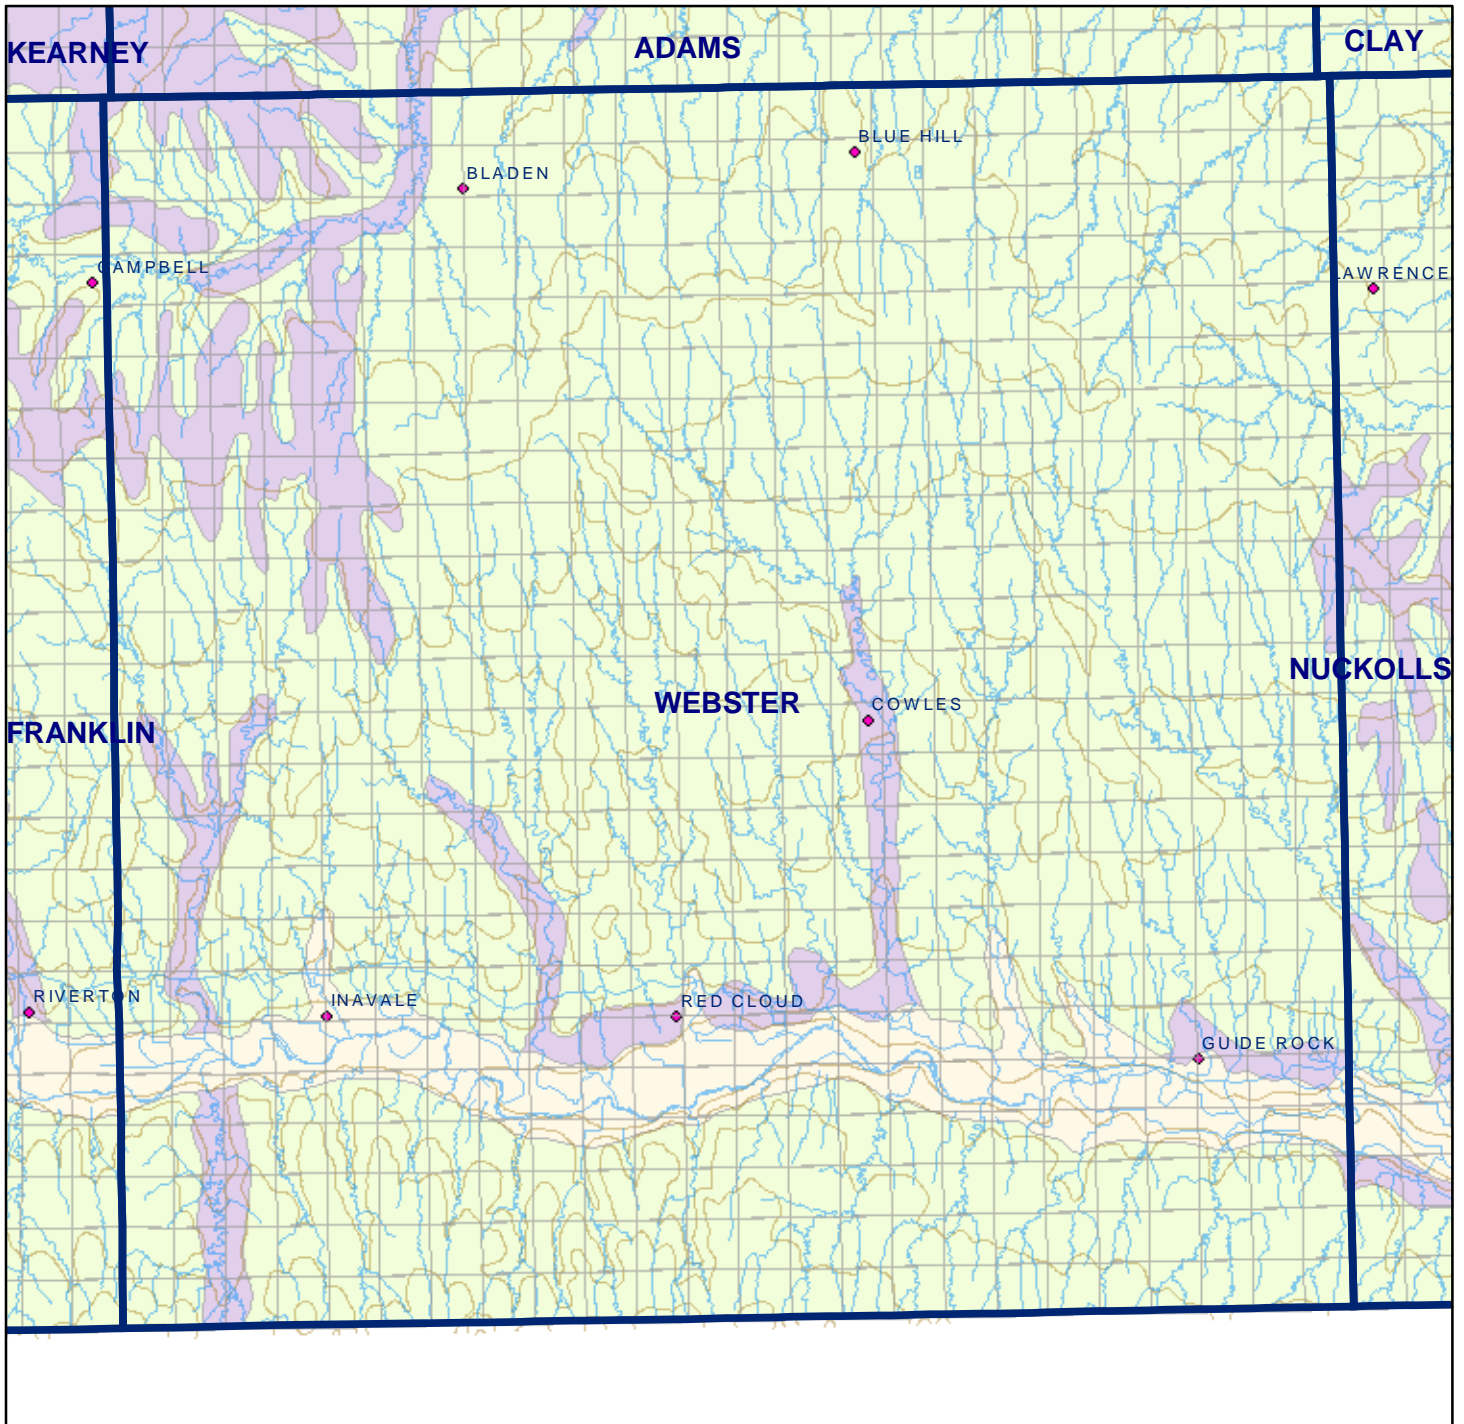 KEARNEY
ADAMS
CLAY
BLUE HILL
BLADEN
CAMPBELL
LAWRENCE
NUCKOLLS
WEBSTER
COWLES
FRANKLIN
RIVERTON
INAVALE
RED CLOUD
GUIDE ROCK